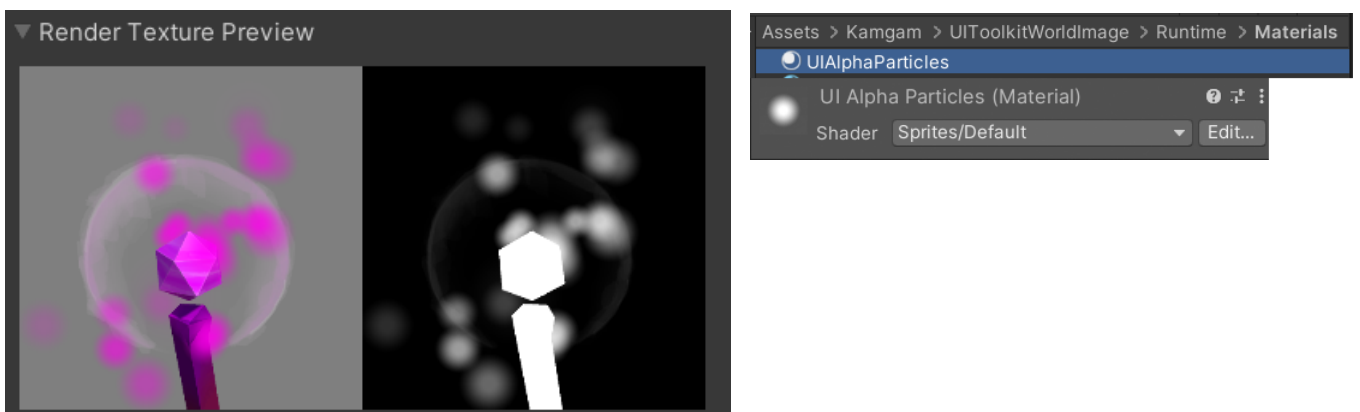 Render Texture Preview
Assets > Kamgam > UIToolkitWorldImage > Runtime > Materials
UIAlphaParticles
UI Alpha Particles (Material)
Shader Sprites/Default Edit...